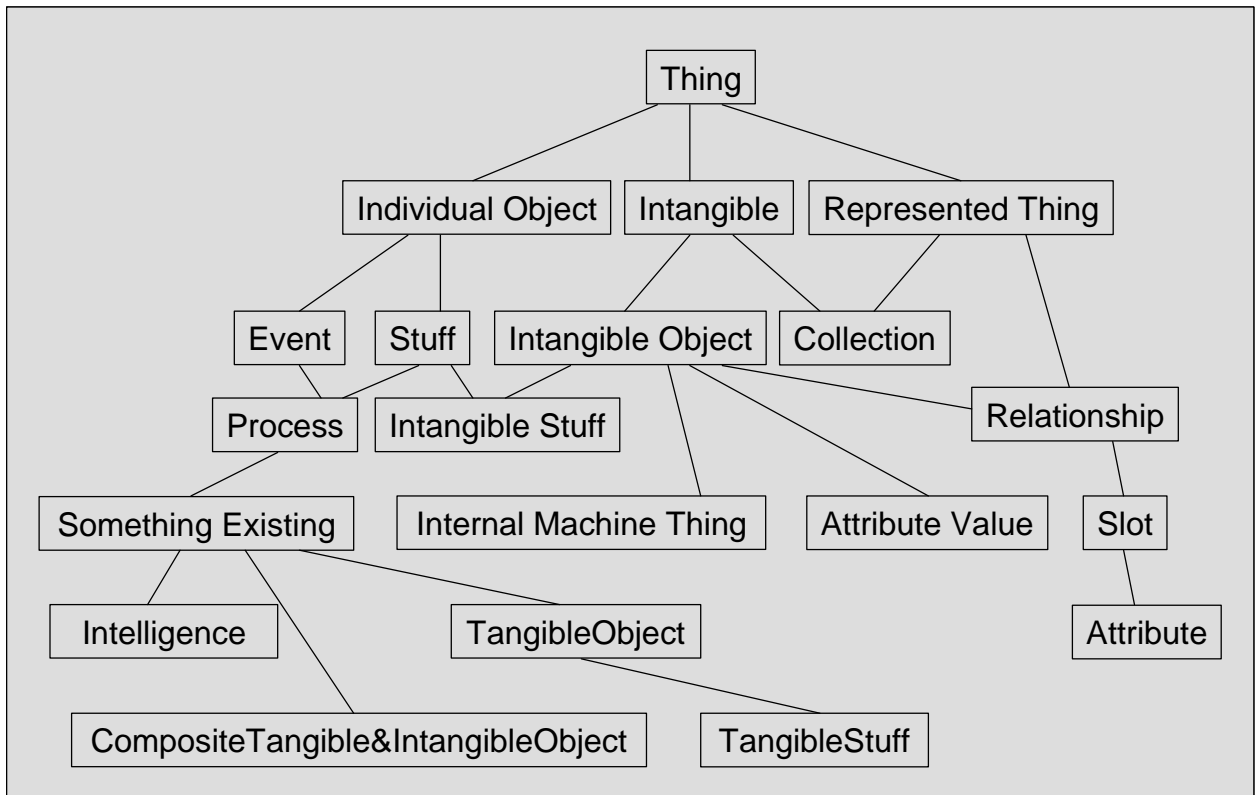 Thing
Individual Object
Intangible
Represented Thing
Event
Stuff
Intangible Object
Collection
Process
Intangible Stuff
Relationship
Something Existing
Internal Machine Thing
Attribute Value
Slot
Intelligence
TangibleObject
Attribute
CompositeTangible&IntangibleObject
TangibleStuff